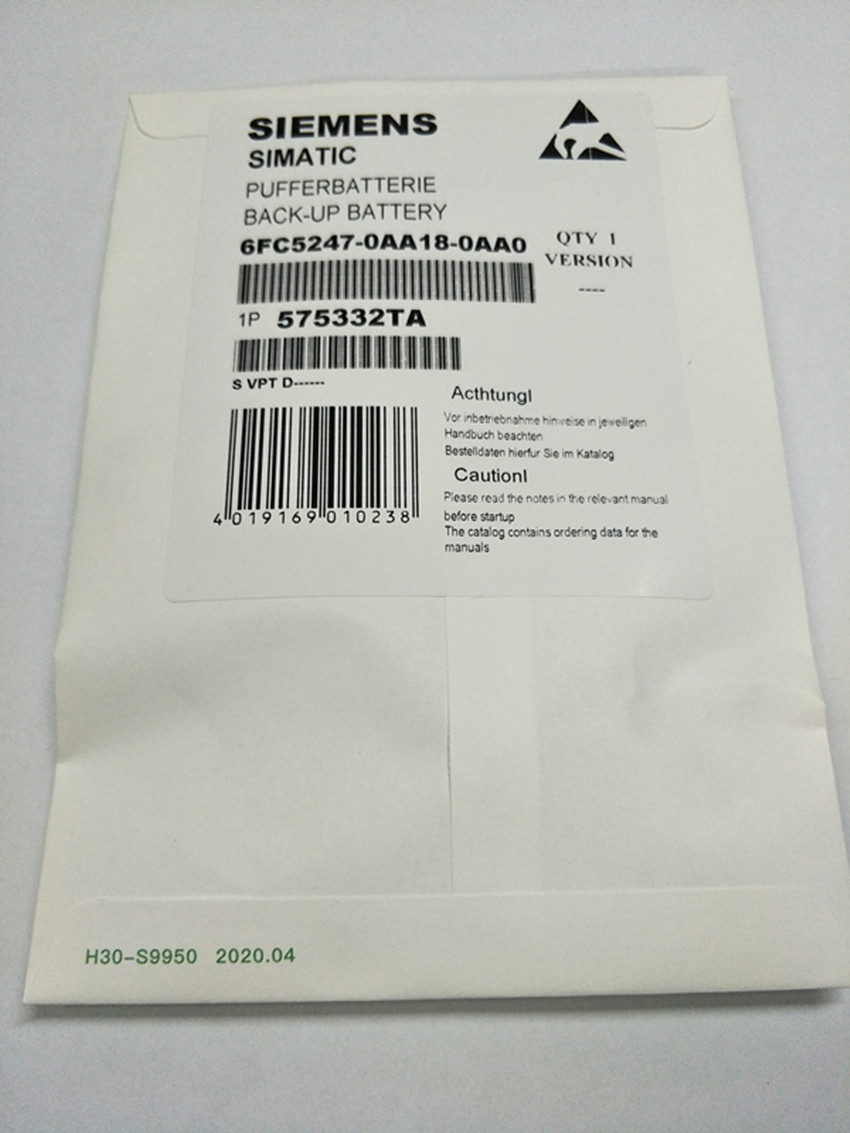 SIEMENS
SIMATIC
PUFFERBATTERIE
BACK-UP BATTERY
6FC5247-0AA18-0AA0
QTY 1
VERSION
----
1P 575332TA
S VPT D------
4 019169 010238
Acthtungl
Vor inbetriebnahme hinweise in jeweiligen
Handbuch beachten
Bestelldaten hierfur Sie im Katalog
Cautionl
Please read the notes in the relevant manual
before startup
The catalog contains ordering data for the
manuals
H30-S9950 2020.04